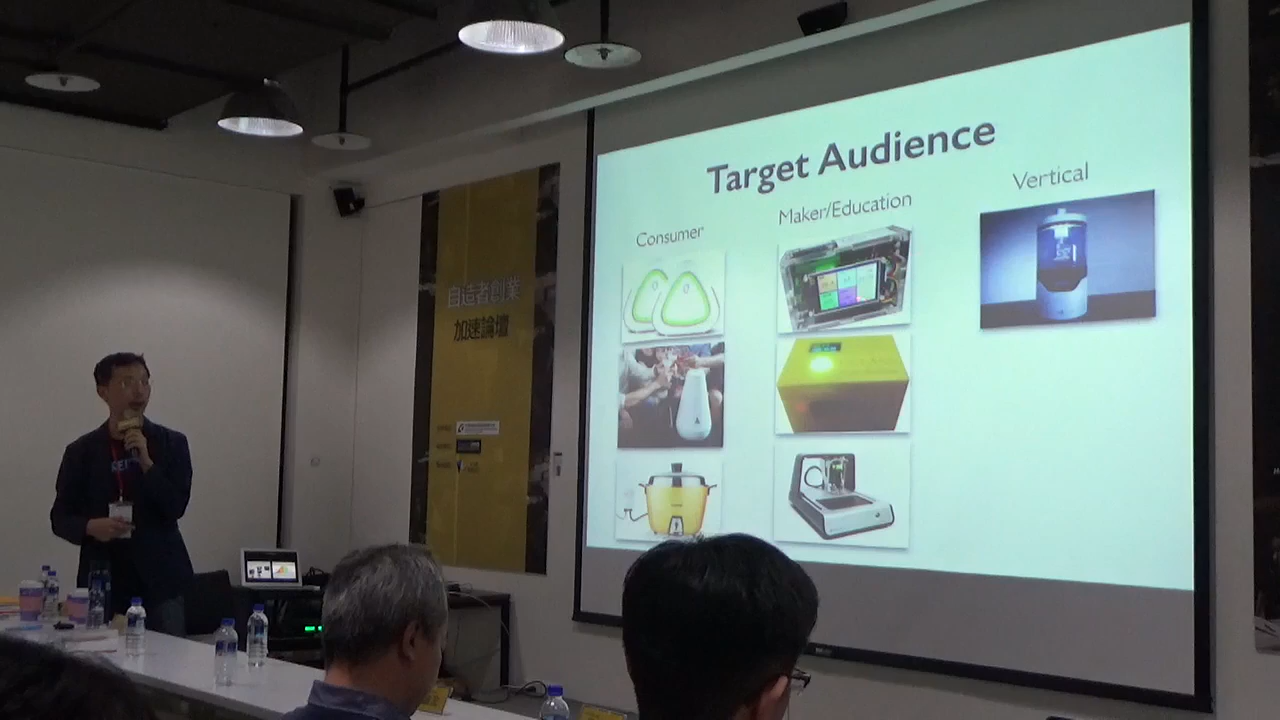 Target Audience
Consumer
Maker/Education
Vertical
自造者創業
加速論壇